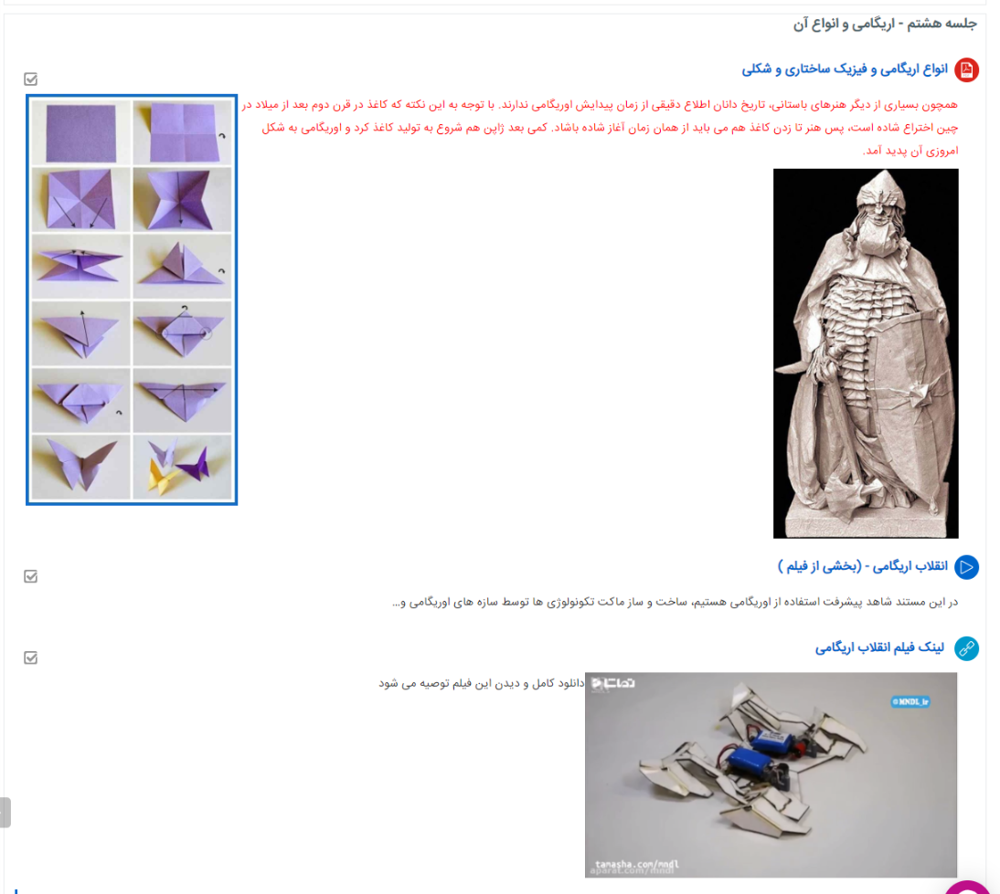 جلسه هشتم - اریگامی و انواع آن
انواع اریگامی و فیزیک ساختاری و شکلی
همچون بسیاری از دیگر هنرهای باستانی، تاریخ دانان اطلاع دقیقی از زمان پیدایش اوریگامی ندارند. با توجه به این نکته که کاغذ در قرن دوم بعد از میلاد در
چین اختراع شاده است، پس هنر تا زدن کاغذ هم می باید از همان زمان آغاز شاده باشاد. کمی بعد ژاپن هم شروع به تولید کاغذ کرد و اوریگامی به شکل
امروزی آن پدید آمد.
انقلاب اریگامی - (بخشی از فیلم )
در این مستند شاهد پیشرفت استفاده از اوریگامی هستیم، ساخت و ساز ماکت تکونولوژی ها توسط سازه های اوریگامی و...
لینک فیلم انقلاب اریگامی
دانلود کامل و دیدن این فیلم توصیه می شود
تماشا
@MNDL_ir
tamasha.com/mndl
aparat.com/mndl